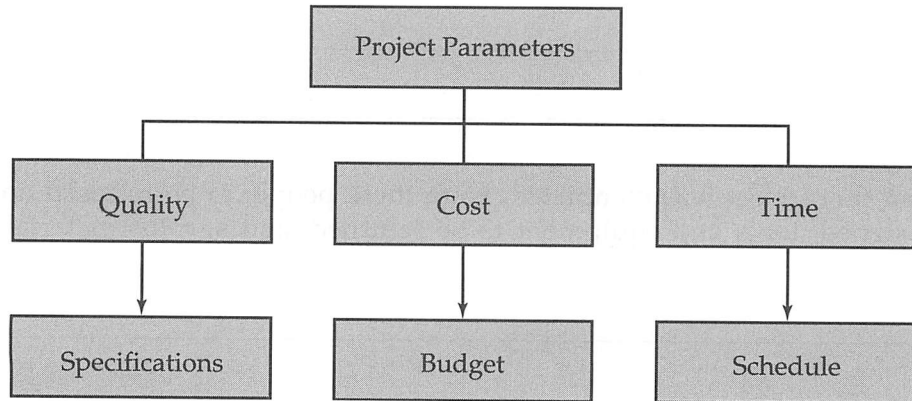 Project Parameters
Quality
Cost
Time
Specifications
Budget
Schedule